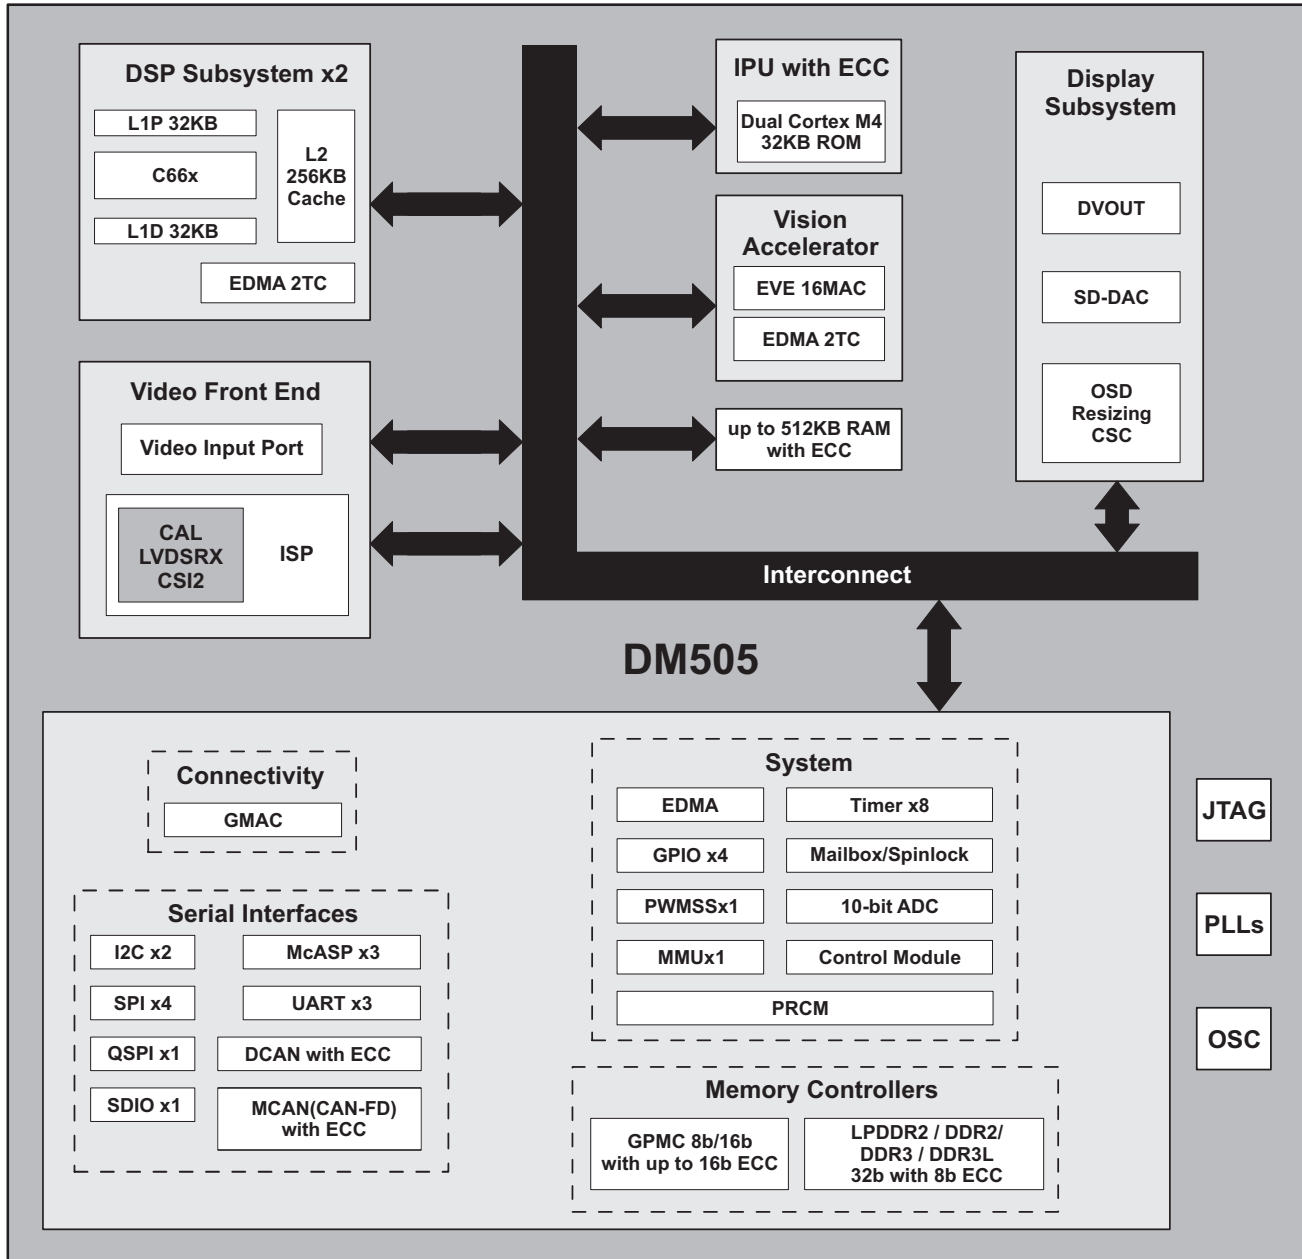 DSP Subsystem x2
L1P 32KB
C66x
L1D 32KB
L2
256KB
Cache
EDMA 2TC
Video Front End
Video Input Port
CAL
LVDSRX
CSI2
ISP
IPU with ECC
Dual Cortex M4
32KB ROM
Vision
Accelerator
EVE 16MAC
EDMA 2TC
up to 512KB RAM
with ECC
Display
Subsystem
DVOUT
SD-DAC
OSD
Resizing
CSC
Interconnect
DM505
Connectivity
GMAC
Serial Interfaces
I2C x2
McASP x3
SPI x4
UART x3
QSPI x1
DCAN with ECC
SDIO x1
MCAN(CAN-FD)
with ECC
System
EDMA
Timer x8
GPIO x4
Mailbox/Spinlock
PWMSSx1
10-bit ADC
MMUx1
Control Module
PRCM
Memory Controllers
GPMC 8b/16b
with up to 16b ECC
LPDDR2 / DDR2/
DDR3 / DDR3L
32b with 8b ECC
JTAG
PLLs
OSC